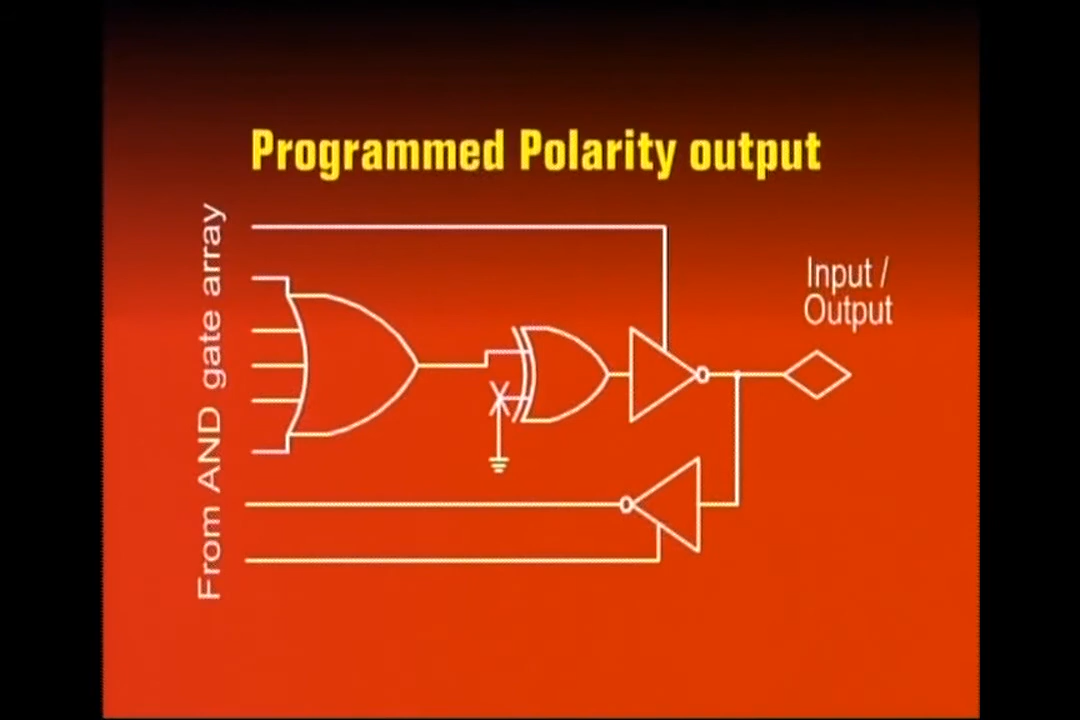 Programmed Polarity output
From AND gate array
Input /
Output